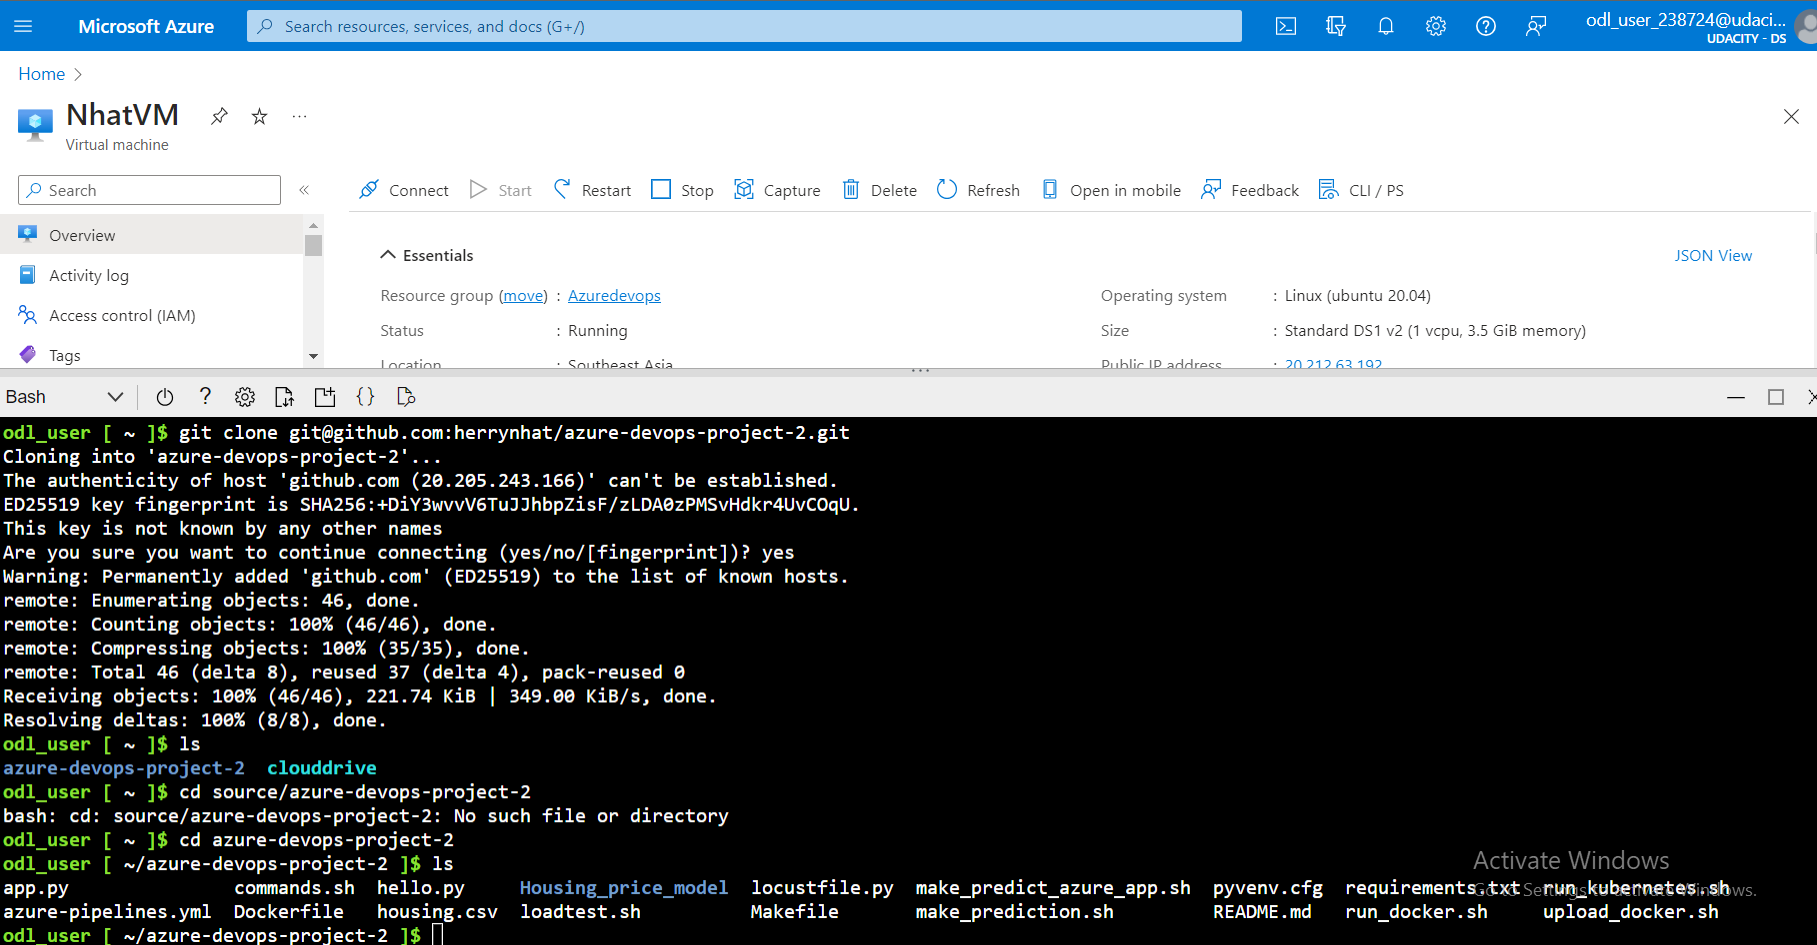 Microsoft Azure
Search resources, services, and docs (G+/)
odl_user_238724@udaci...
UDACITY - DS
Home
NhatVM
Virtual machine
Search
Connect Start Restart Stop Capture Delete Refresh Open in mobile Feedback CLI / PS
Overview
Activity log
Access control (IAM)
Tags
Essentials
JSON View
Resource group (move) : Azuredevops
Status : Running
Location : Southeast Asia
Operating system : Linux (ubuntu 20.04)
Size : Standard DS1 v2 (1 vcpu, 3.5 GiB memory)
Public IP address : 20.212.63.192
Bash
odl_user [ ~ ]$ git clone git@github.com:herrynhat/azure-devops-project-2.git
Cloning into 'azure-devops-project-2'...
The authenticity of host 'github.com (20.205.243.166)' can't be established.
ED25519 key fingerprint is SHA256:+DiY3wvvV6TuJJhbpZisF/zLDA0zPMSvHdkr4UvCOqU.
This key is not known by any other names
Are you sure you want to continue connecting (yes/no/[fingerprint])? yes
Warning: Permanently added 'github.com' (ED25519) to the list of known hosts.
remote: Enumerating objects: 46, done.
remote: Counting objects: 100% (46/46), done.
remote: Compressing objects: 100% (35/35), done.
remote: Total 46 (delta 8), reused 37 (delta 4), pack-reused 0
Receiving objects: 100% (46/46), 221.74 KiB | 349.00 KiB/s, done.
Resolving deltas: 100% (8/8), done.
odl_user [ ~ ]$ ls
azure-devops-project-2 clouddrive
odl_user [ ~ ]$ cd source/azure-devops-project-2
bash: cd: source/azure-devops-project-2: No such file or directory
odl_user [ ~ ]$ cd azure-devops-project-2
odl_user [ ~/azure-devops-project-2 ]$ ls
app.py commands.sh hello.py Housing_price_model locustfile.py make_predict_azure_app.sh pyvenv.cfg requirements.txt run_kubernetes.sh
azure-pipelines.yml Dockerfile housing.csv loadtest.sh Makefile make_prediction.sh README.md run_docker.sh upload_docker.sh
odl_user [ ~/azure-devops-project-2 ]$
Activate Windows
Go to Settings to activate Windows.